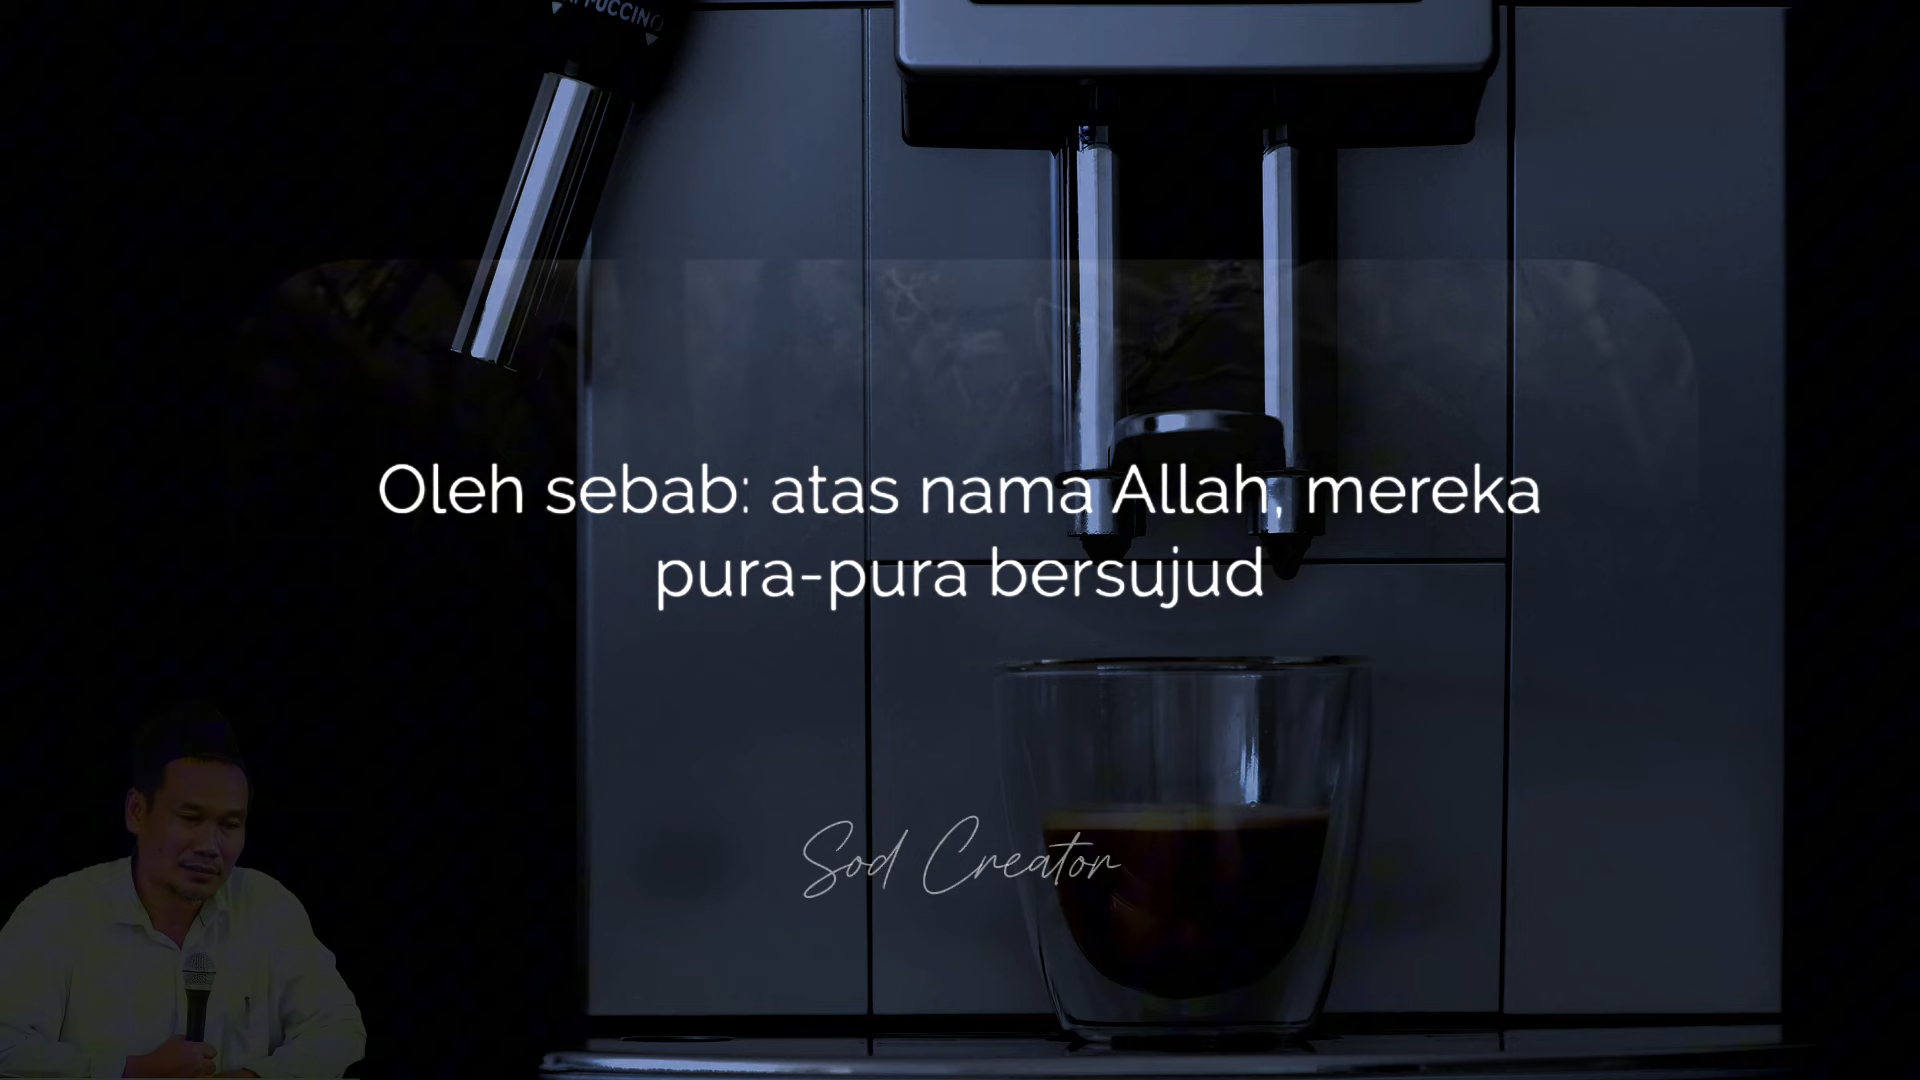 Oleh sebab: atas nama Allah, mereka
pura-pura bersujud
Sod Creator